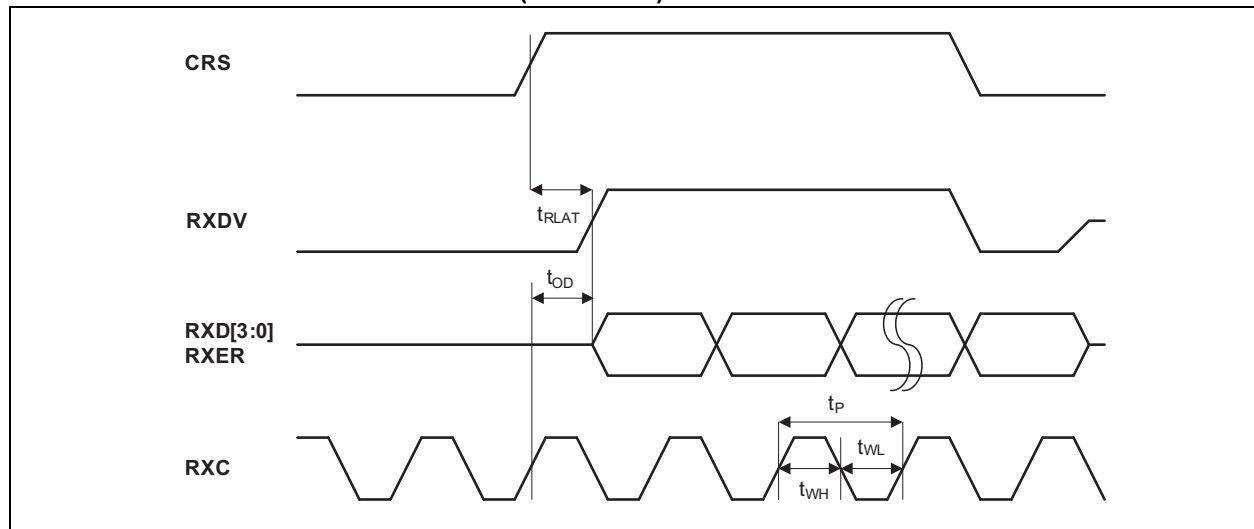 CRS
RXDV
tRLAT
tOD
RXD[3:0]
RXER
tP
RXC
tWL
tWH